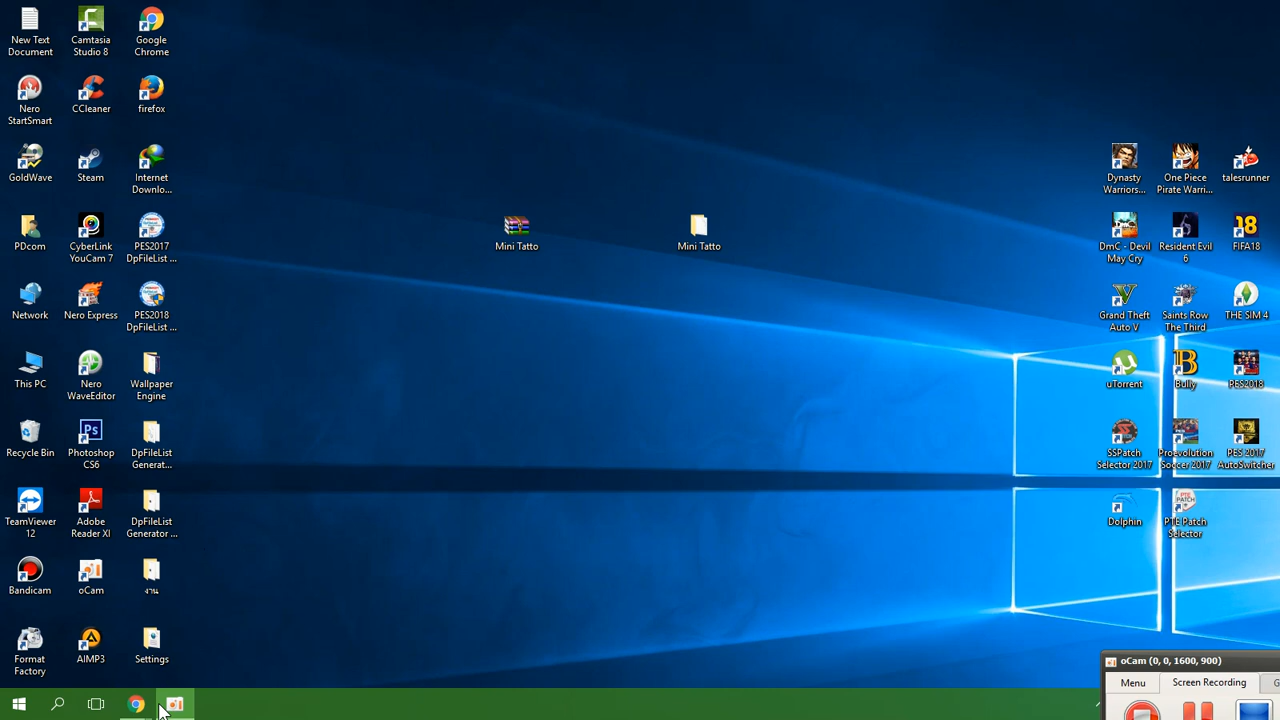 New Text
Document
Camtasia
Studio 8
Google
Chrome
Nero
StartSmart
CCleaner
firefox
GoldWave
Steam
Internet
Downlo...
PDcom
CyberLink
YouCam 7
PES2017
DpFileList ...
Network
Nero Express
PES2018
DpFileList ...
This PC
Nero
WaveEditor
Wallpaper
Engine
Recycle Bin
Photoshop
CS6
DpFileList
Generat...
TeamViewer
12
Adobe
Reader XI
DpFileList
Generator ...
Bandicam
oCam
งาน
Format
Factory
AIMP3
Settings
Mini Tatto
Mini Tatto
Dynasty
Warriors...
One Piece
Pirate Warri...
talesrunner
DmC - Devil
May Cry
Resident Evil
6
FIFA18
Grand Theft
Auto V
Saints Row
The Third
THE SIM 4
uTorrent
Bully
PES2018
SSPatch
Selector 2017
ProEvolution
Soccer 2017
PES 2017
AutoSwitcher
Dolphin
PTE Patch
Selector
oCam (0, 0, 1600, 900)
Menu
Screen Recording
G